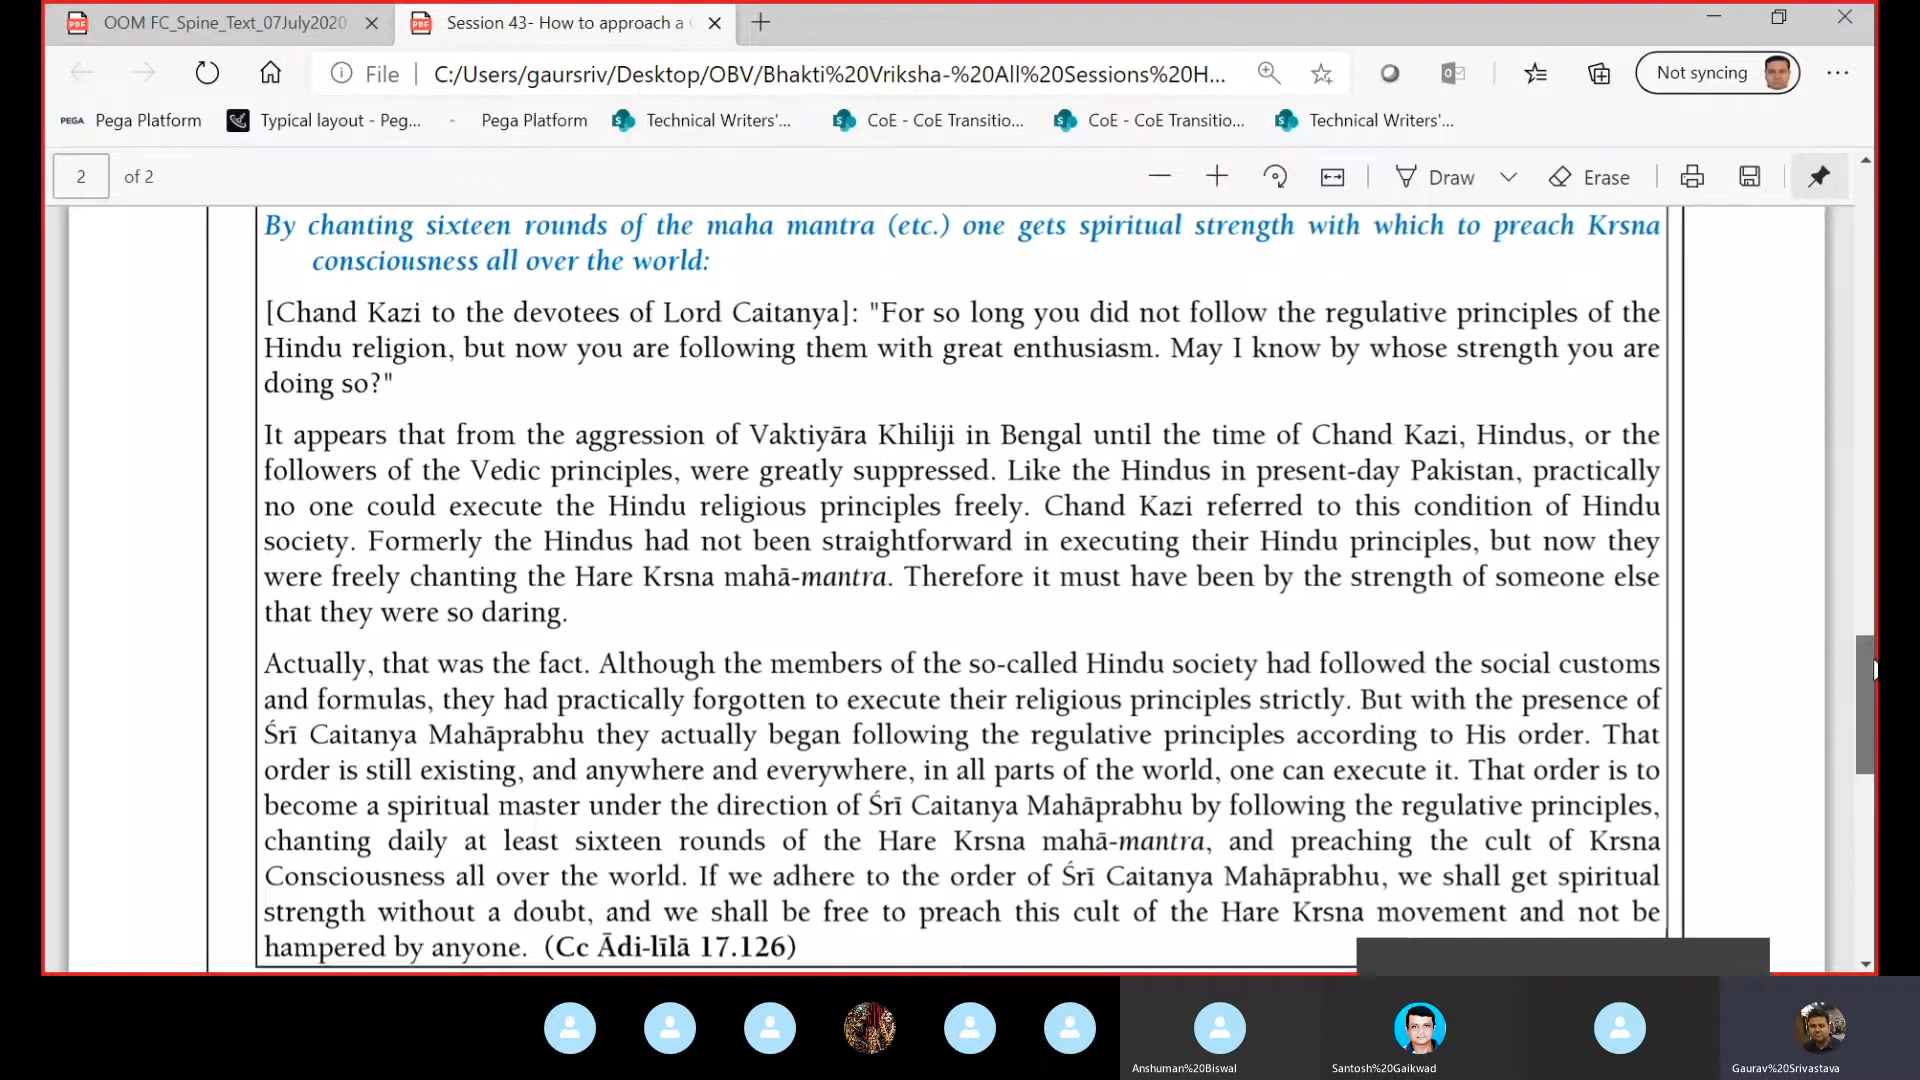 OOM FC_Spine_Text_07July2020
Session 43- How to approach a
File
C:/Users/gaursriv/Desktop/OBV/Bhakti%20Vriksha-%20All%20Sessions%20H...
Not syncing
PEGA Pega Platform
Typical layout - Peg...
- Pega Platform
Technical Writers'...
CoE - CoE Transitio...
CoE - CoE Transitio...
Technical Writers'...
2 of 2
Draw
Erase
By chanting sixteen rounds of the maha mantra (etc.) one gets spiritual strength with which to preach Krsna
consciousness all over the world:
[Chand Kazi to the devotees of Lord Caitanya]: "For so long you did not follow the regulative principles of the
Hindu religion, but now you are following them with great enthusiasm. May I know by whose strength you are
doing so?"
It appears that from the aggression of Vaktiyāra Khiliji in Bengal until the time of Chand Kazi, Hindus, or the
followers of the Vedic principles, were greatly suppressed. Like the Hindus in present-day Pakistan, practically
no one could execute the Hindu religious principles freely. Chand Kazi referred to this condition of Hindu
society. Formerly the Hindus had not been straightforward in executing their Hindu principles, but now they
were freely chanting the Hare Krsna mahā-mantra. Therefore it must have been by the strength of someone else
that they were so daring.
Actually, that was the fact. Although the members of the so-called Hindu society had followed the social customs
and formulas, they had practically forgotten to execute their religious principles strictly. But with the presence of
Śrī Caitanya Mahāprabhu they actually began following the regulative principles according to His order. That
order is still existing, and anywhere and everywhere, in all parts of the world, one can execute it. That order is to
become a spiritual master under the direction of Śrī Caitanya Mahāprabhu by following the regulative principles,
chanting daily at least sixteen rounds of the Hare Krsna mahā-mantra, and preaching the cult of Krsna
Consciousness all over the world. If we adhere to the order of Śrī Caitanya Mahāprabhu, we shall get spiritual
strength without a doubt, and we shall be free to preach this cult of the Hare Krsna movement and not be
hampered by anyone. (Cc Ādi-līlā 17.126)
Anshuman%20Biswal
Santosh%20Gaikwad
Gaurav%20Srivastava